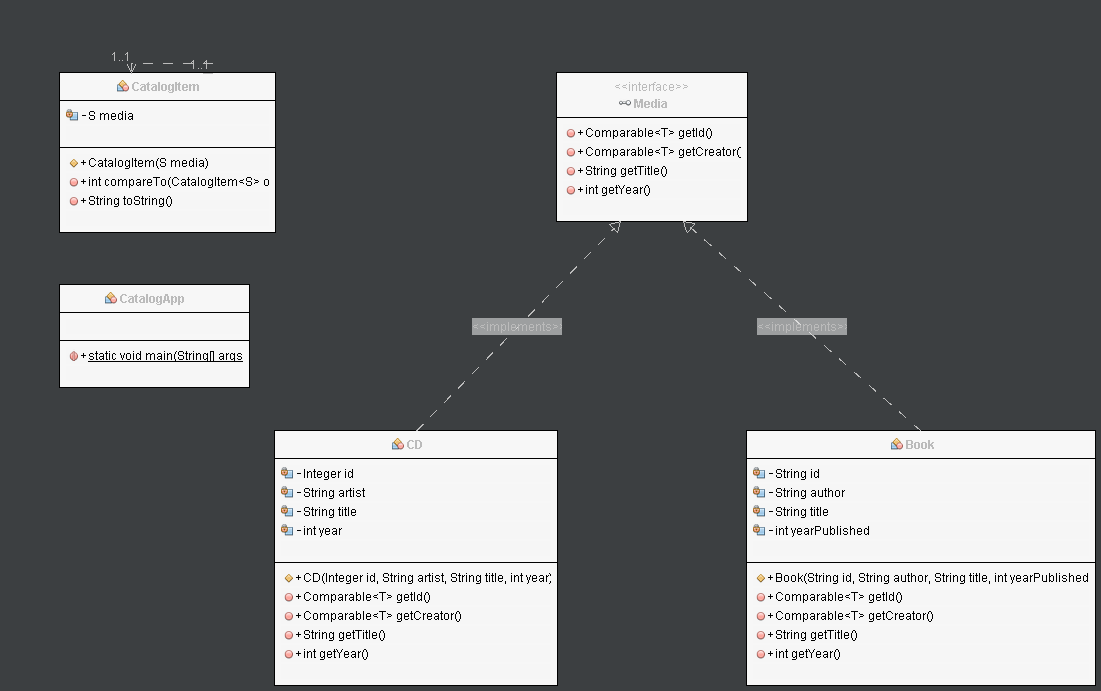 1..1
1..1
CatalogItem
-S media
+CatalogItem(S media)
+int compareTo(CatalogItem<S> o
+String toString()
<<interface>>
Media
+Comparable<T> getId()
+Comparable<T> getCreator(
+String getTitle()
+int getYear()
CatalogApp
+static void main(String[] args
<<implements>>
<<implements>>
CD
-Integer id
-String artist
-String title
-int year
+CD(Integer id, String artist, String title, int year)
+Comparable<T> getId()
+Comparable<T> getCreator()
+String getTitle()
+int getYear()
Book
-String id
-String author
-String title
-int yearPublished
+Book(String id, String author, String title, int yearPublished
+Comparable<T> getId()
+Comparable<T> getCreator()
+String getTitle()
+int getYear()